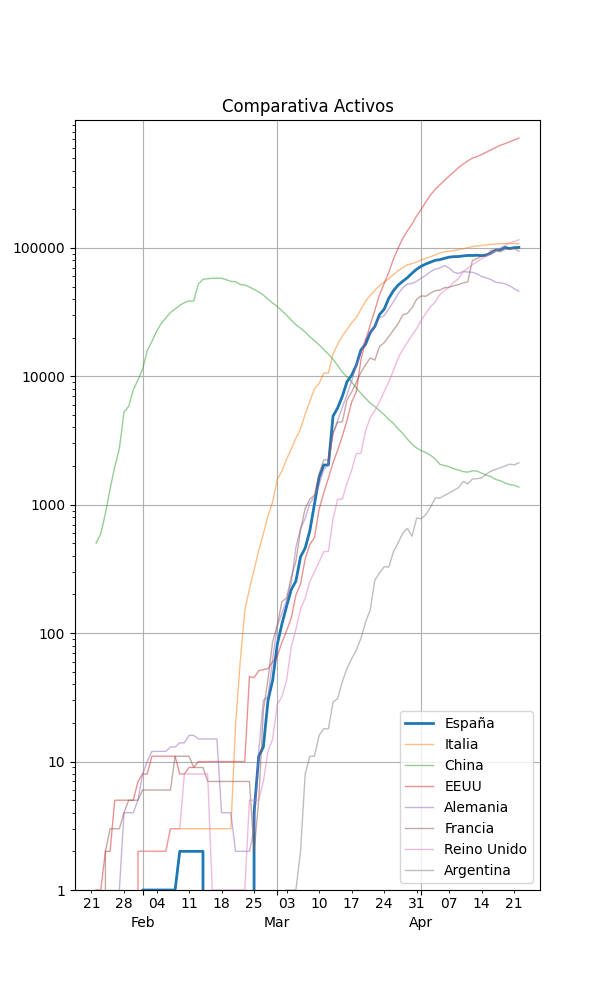 Comparativa Activos
100000
10000
1000
100
10
1
21 28 04 11 18 25 03 10 17 24 31 07 14 21
Feb Mar Apr
España
Italia
China
EEUU
Alemania
Francia
Reino Unido
Argentina